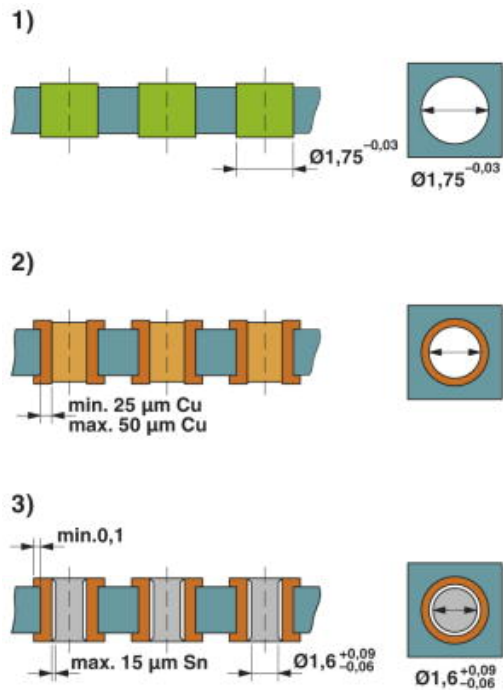 1)
Ø1,75 -0,03
Ø1,75 -0,03
2)
min. 25 µm Cu
max. 50 µm Cu
3)
min.0,1
max. 15 µm Sn
Ø1,6 +0,09 -0,06
Ø1,6 +0,09 -0,06